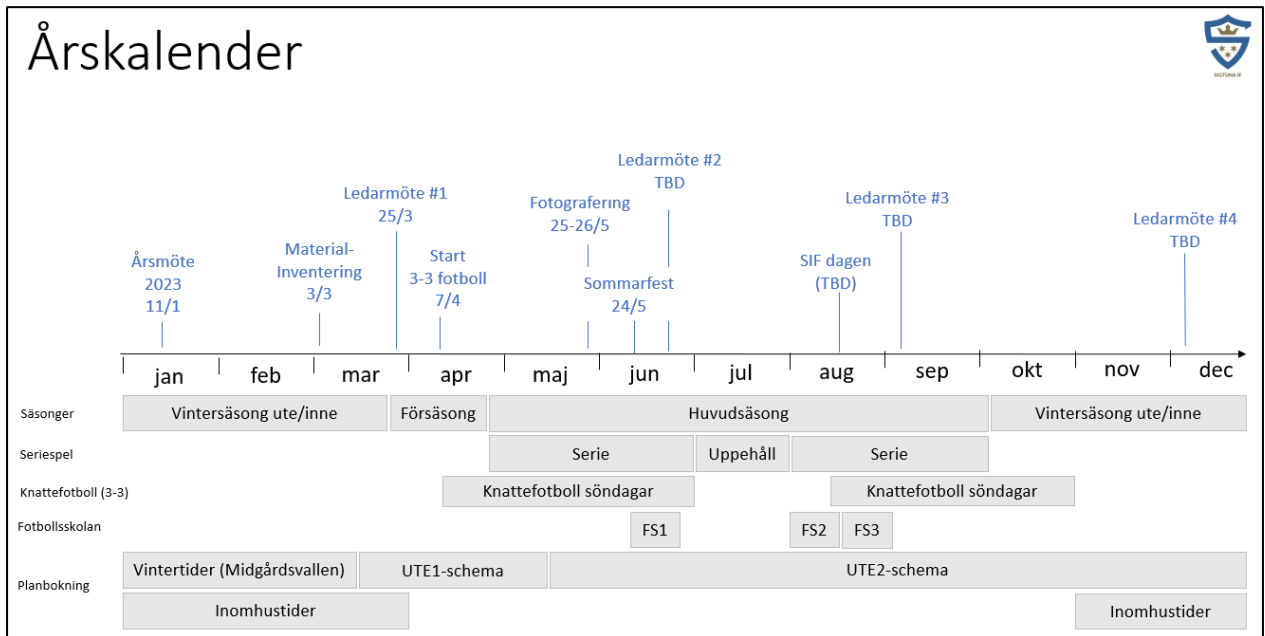 Årskalender
SIGTUNA IF
Ledarmöte #2
TBD
Ledarmöte #1
25/3
Fotografering
25-26/5
Ledarmöte #3
TBD
Ledarmöte #4
TBD
Årsmöte
2023
11/1
Material-
Inventering
3/3
Start
3-3 fotboll
7/4
Sommarfest
24/5
SIF dagen
(TBD)
jan feb mar apr maj jun jul aug sep okt nov dec
Säsonger Vintersäsong ute/inne Försäsong Huvudsäsong Vintersäsong ute/inne
Seriespel Serie Uppehåll Serie
Knattefotboll (3-3) Knattefotboll söndagar Knattefotboll söndagar
Fotbollsskolan FS1 FS2 FS3
Planbokning Vintertider (Midgårdsvallen) UTE1-schema UTE2-schema
Inomhustider Inomhustider